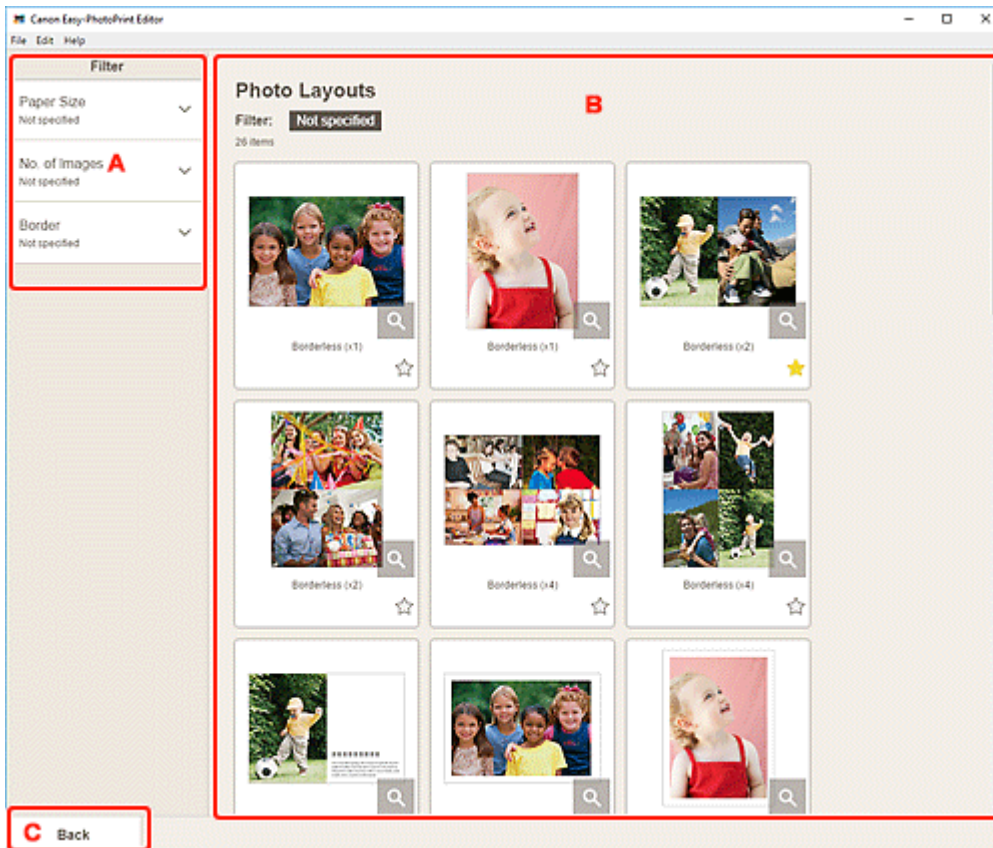 Canon Easy-PhotoPrint Editor
File Edit Help
Filter
Paper Size
Not specified
No. of Images A
Not specified
Border
Not specified
Photo Layouts
B
Filter: Not specified
26 items
Borderless (x1)
Borderless (x1)
Borderless (x2)
Borderless (x2)
Borderless (x4)
Borderless (x4)
C Back